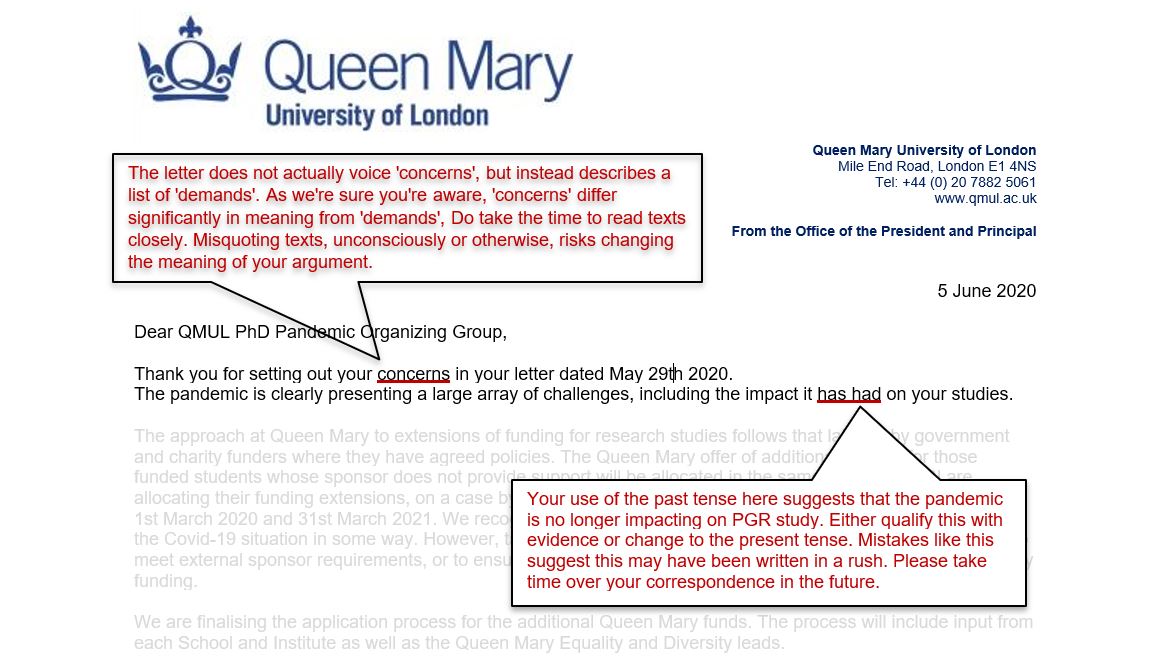 Queen Mary
University of London
Queen Mary University of London
Mile End Road, London E1 4NS
Tel: +44 (0) 20 7882 5061
www.qmul.ac.uk
From the Office of the President and Principal
The letter does not actually voice 'concerns', but instead describes a
list of 'demands'. As we're sure you're aware, 'concerns' differ
significantly in meaning from 'demands', Do take the time to read texts
closely. Misquoting texts, unconsciously or otherwise, risks changing
the meaning of your argument.
5 June 2020
Dear QMUL PhD Pandemic Organizing Group,
Thank you for setting out your concerns in your letter dated May 29th 2020.
The pandemic is clearly presenting a large array of challenges, including the impact it has had on your studies.
The approach at Queen Mary to extensions of funding for research studies follows that by government
and charity funders where they have agreed policies. The Queen Mary offer of those
funded students whose sponsor does not provide support will be allocated in the
allocating their funding extensions, on a case
1st March 2020 and 31st March 2021. We
the Covid-19 situation in some way. However,
meet external sponsor requirements, or to
funding.
Your use of the past tense here suggests that the pandemic
is no longer impacting on PGR study. Either qualify this with
evidence or change to the present tense. Mistakes like this
suggest this may have been written in a rush. Please take
time over your correspondence in the future.
We are finalising the application process for the additional Queen Mary funds. The process will include input from
each School and Institute as well as the Queen Mary Equality and Diversity leads.